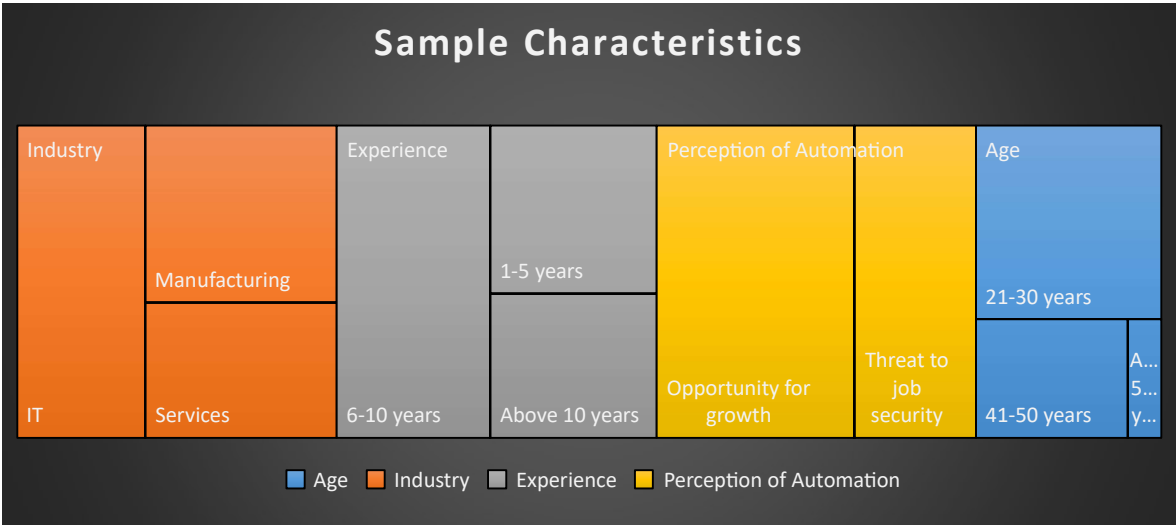 Sample Characteristics
Industry
Manufacturing
IT
Services
Experience
1-5 years
6-10 years
Above 10 years
Perception of Automation
Opportunity for
growth
Threat to
job
security
Age
21-30 years
41-50 years
A...
5...
y...
Age
Industry
Experience
Perception of Automation